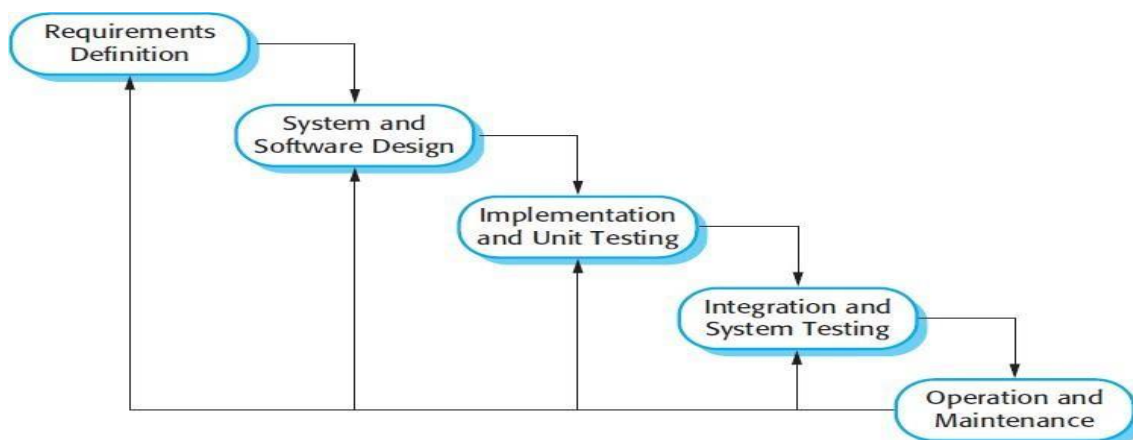 Requirements
Definition
System and
Software Design
Implementation
and Unit Testing
Integration and
System Testing
Operation and
Maintenance